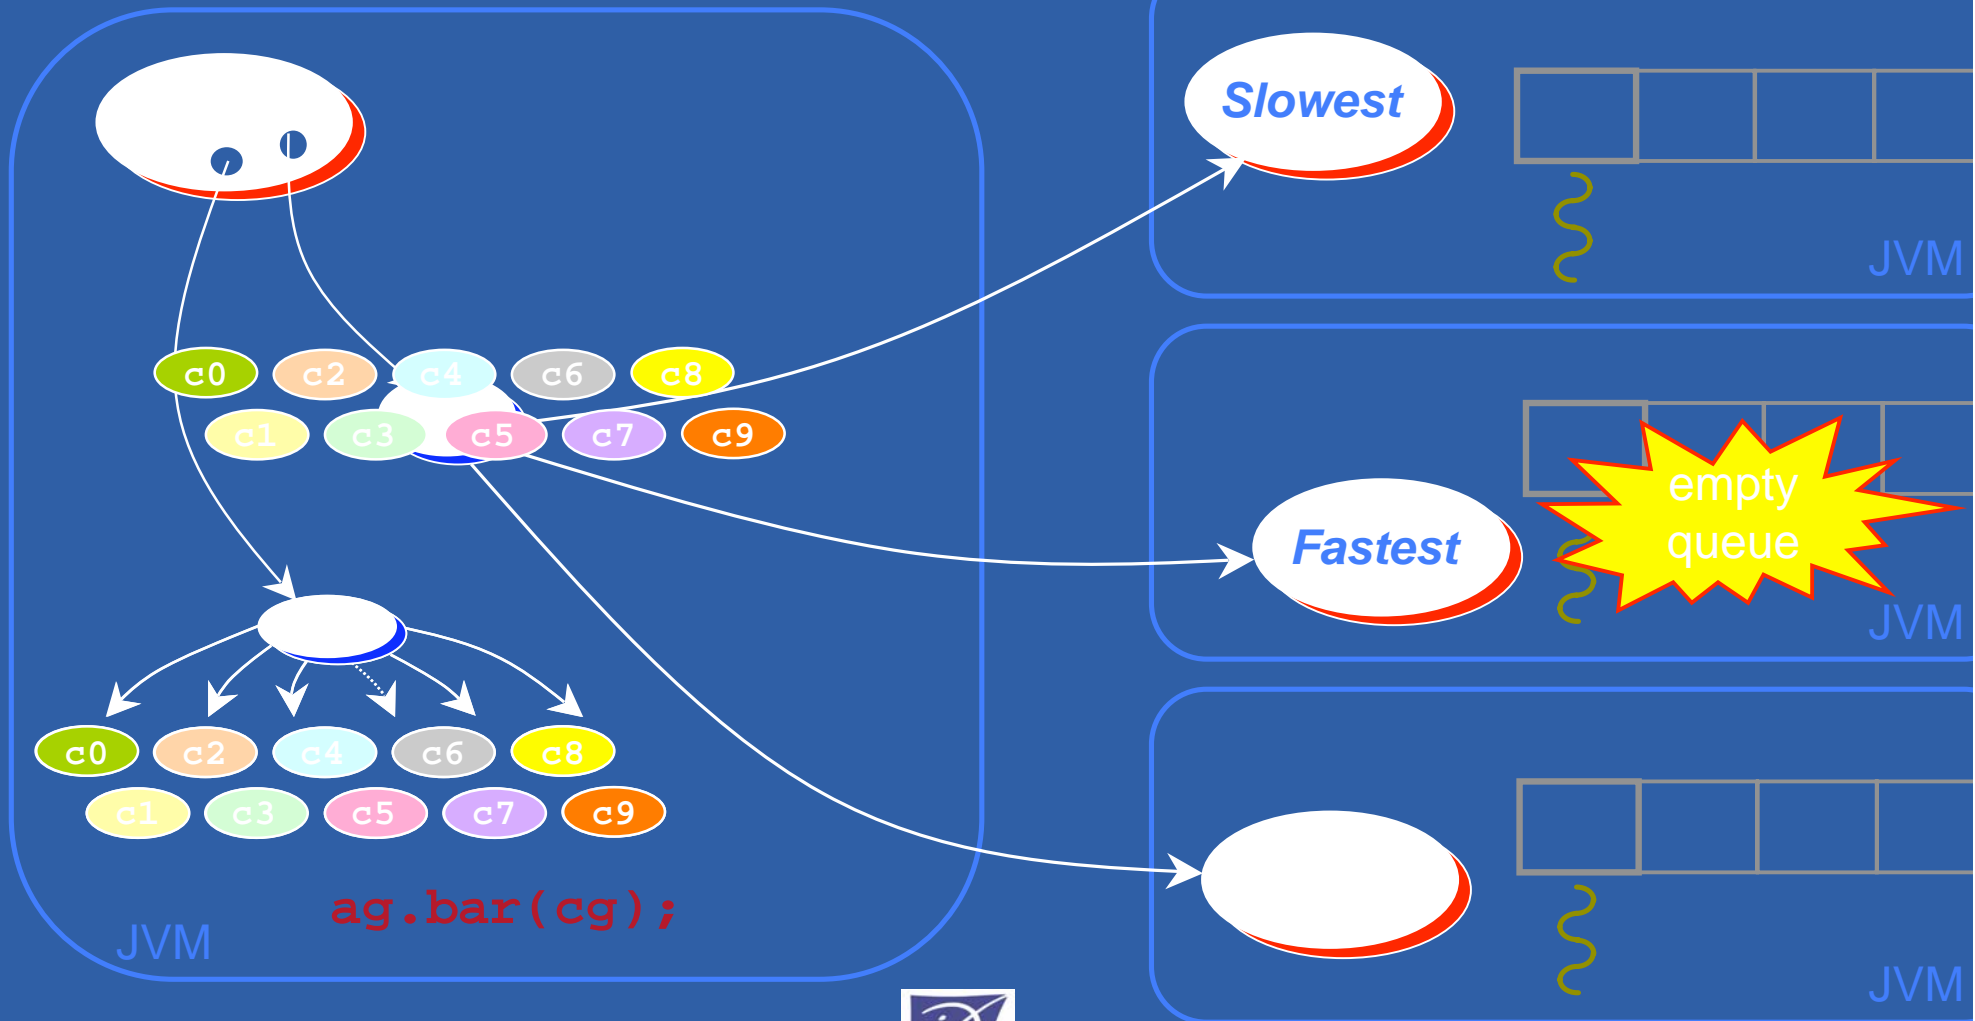 Slowest
JVM
c0 c2 c4 c6 c8
c1 c3 c5 c7 c9
Fastest
empty
queue
JVM
c0 c2 c4 c6 c8
c1 c3 c5 c7 c9
ag.bar(cg);
JVM
JVM